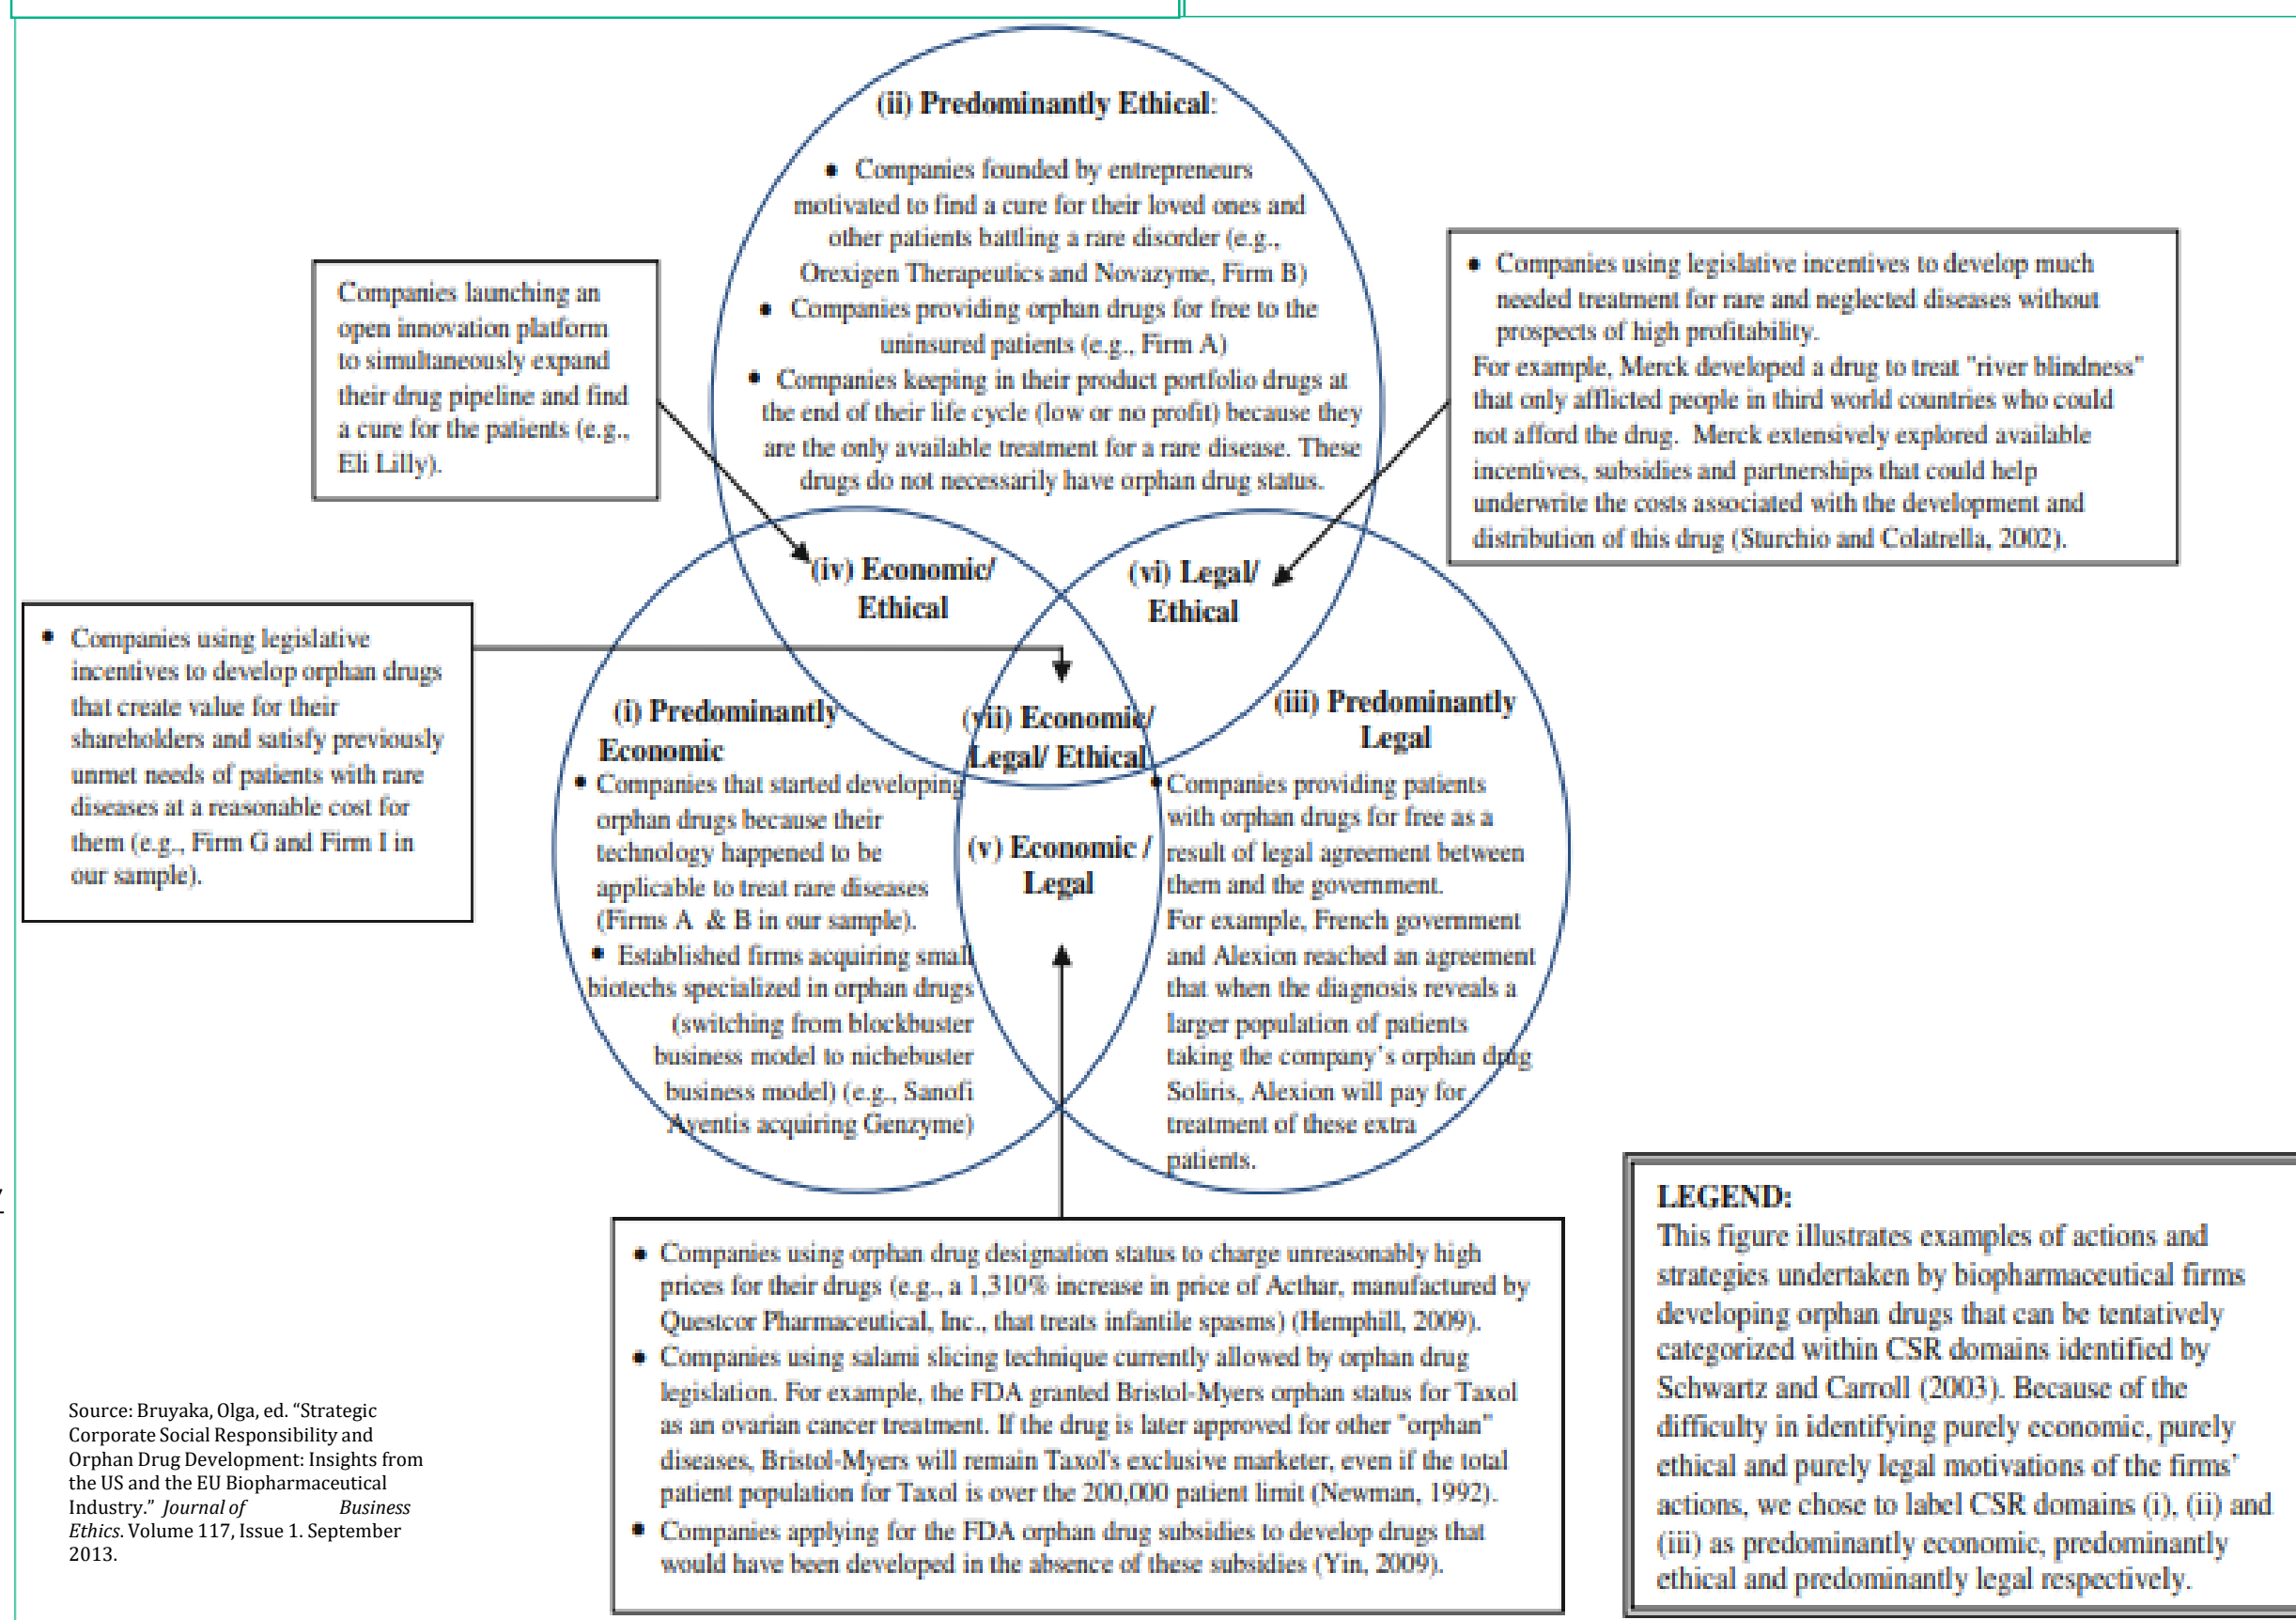 (ii) Predominantly Ethical:
• Companies founded by entrepreneurs
motivated to find a cure for their loved ones and
other patients battling a rare disorder (e.g.,
Orexigen Therapeutics and Novazyme, Firm B)
• Companies providing orphan drugs for free to the
uninsured patients (e.g., Firm A)
• Companies keeping in their product portfolio drugs at
the end of their life cycle (low or no profit) because they
are the only available treatment for a rare disease. These
drugs do not necessarily have orphan drug status.
Companies launching an
open innovation platform
to simultaneously expand
their drug pipeline and find
a cure for the patients (e.g.,
Eli Lilly).
• Companies using legislative incentives to develop much
needed treatment for rare and neglected diseases without
prospects of high profitability.
For example, Merck developed a drug to treat "river blindness"
that only afflicted people in third world countries who could
not afford the drug. Merck extensively explored available
incentives, subsidies and partnerships that could help
underwrite the costs associated with the development and
distribution of this drug (Sturchio and Colatrella, 2002).
(iv) Economic/
Ethical
(vi) Legal/
Ethical
• Companies using legislative
incentives to develop orphan drugs
that create value for their
shareholders and satisfy previously
unmet needs of patients with rare
diseases at a reasonable cost for
them (e.g., Firm G and Firm I in
our sample).
(i) Predominantly
Economic
• Companies that started developing
orphan drugs because their
technology happened to be
applicable to treat rare diseases
(Firms A & B in our sample).
• Established firms acquiring small
biotechs specialized in orphan drugs
(switching from blockbuster
business model to nichebuster
business model) (e.g., Sanofi
Aventis acquiring Genzyme)
(vii) Economic/
Legal/ Ethical
(v) Economic /
Legal
(iii) Predominantly
Legal
• Companies providing patients
with orphan drugs for free as a
result of legal agreement between
them and the government.
For example, French government
and Alexion reached an agreement
that when the diagnosis reveals a
larger population of patients
taking the company's orphan drug
Soliris, Alexion will pay for
treatment of these extra
patients.
• Companies using orphan drug designation status to charge unreasonably high
prices for their drugs (e.g., a 1,310% increase in price of Acthar, manufactured by
Questcor Pharmaceutical, Inc., that treats infantile spasms) (Hemphill, 2009).
• Companies using salami slicing technique currently allowed by orphan drug
legislation. For example, the FDA granted Bristol-Myers orphan status for Taxol
as an ovarian cancer treatment. If the drug is later approved for other "orphan"
diseases, Bristol-Myers will remain Taxol's exclusive marketer, even if the total
patient population for Taxol is over the 200,000 patient limit (Newman, 1992).
• Companies applying for the FDA orphan drug subsidies to develop drugs that
would have been developed in the absence of these subsidies (Yin, 2009).
LEGEND:
This figure illustrates examples of actions and
strategies undertaken by biopharmaceutical firms
developing orphan drugs that can be tentatively
categorized within CSR domains identified by
Schwartz and Carroll (2003). Because of the
difficulty in identifying purely economic, purely
ethical and purely legal motivations of the firms'
actions, we chose to label CSR domains (i), (ii) and
(iii) as predominantly economic, predominantly
ethical and predominantly legal respectively.
Source: Bruyaka, Olga, ed. “Strategic
Corporate Social Responsibility and
Orphan Drug Development: Insights from
the US and the EU Biopharmaceutical
Industry.” Journal of Business
Ethics. Volume 117, Issue 1. September
2013.